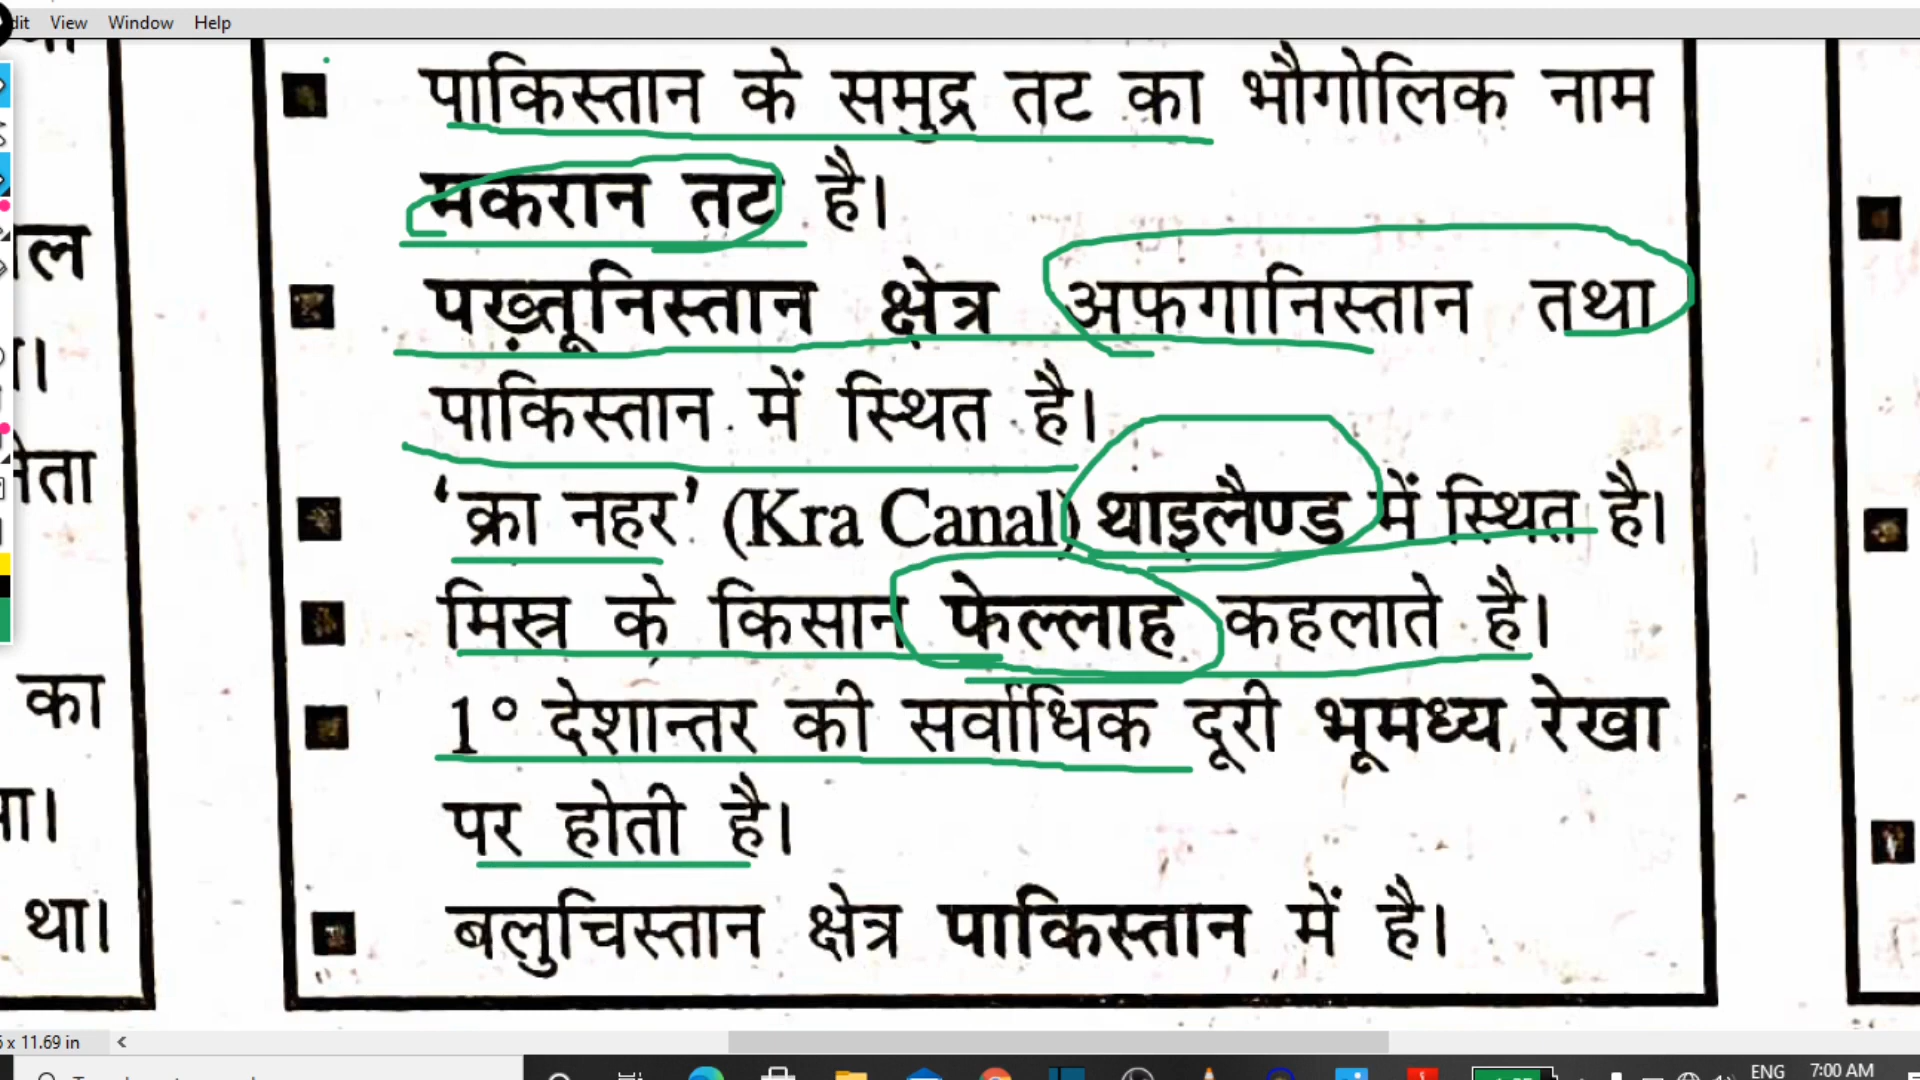 View Window Help
पाकिस्तान के समुद्र तट का भौगोलिक नाम
मकरान तट है।
पख़्तूनिस्तान क्षेत्र अफगानिस्तान तथा
पाकिस्तान में स्थित है।
‘क्रा नहर’ (Kra Canal) थाइलैण्ड में स्थित है।
मिस्र के किसान फेल्लाह कहलाते है।
1° देशान्तर की सर्वाधिक दूरी भूमध्य रेखा
पर होती है।
बलुचिस्तान क्षेत्र पाकिस्तान में है।
का
था।
x 11.69 in
ENG 7:00 AM